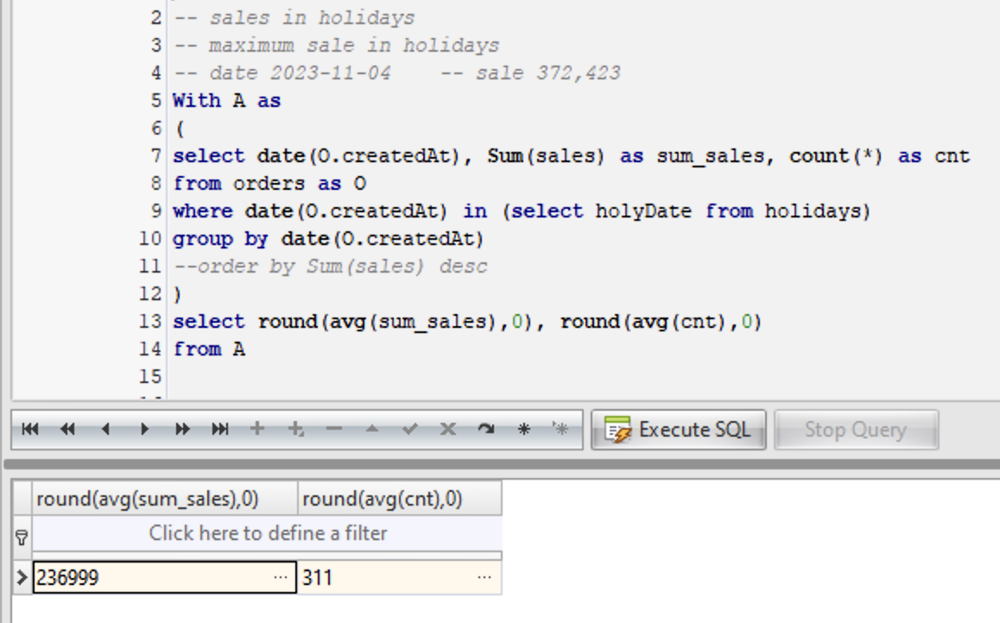 2 -- sales in holidays
3 -- maximum sale in holidays
4 -- date 2023-11-04    -- sale 372,423
5 With A as
6 (
7 select date(O.createdAt), Sum(sales) as sum_sales, count(*) as cnt
8 from orders as O
9 where date(O.createdAt) in (select holyDate from holidays)
10 group by date(O.createdAt)
11 --order by Sum(sales) desc
12 )
13 select round(avg(sum_sales),0), round(avg(cnt),0)
14 from A
15
Execute SQL Stop Query
round(avg(sum_sales),0) round(avg(cnt),0)
Click here to define a filter
236999 ... 311 ...